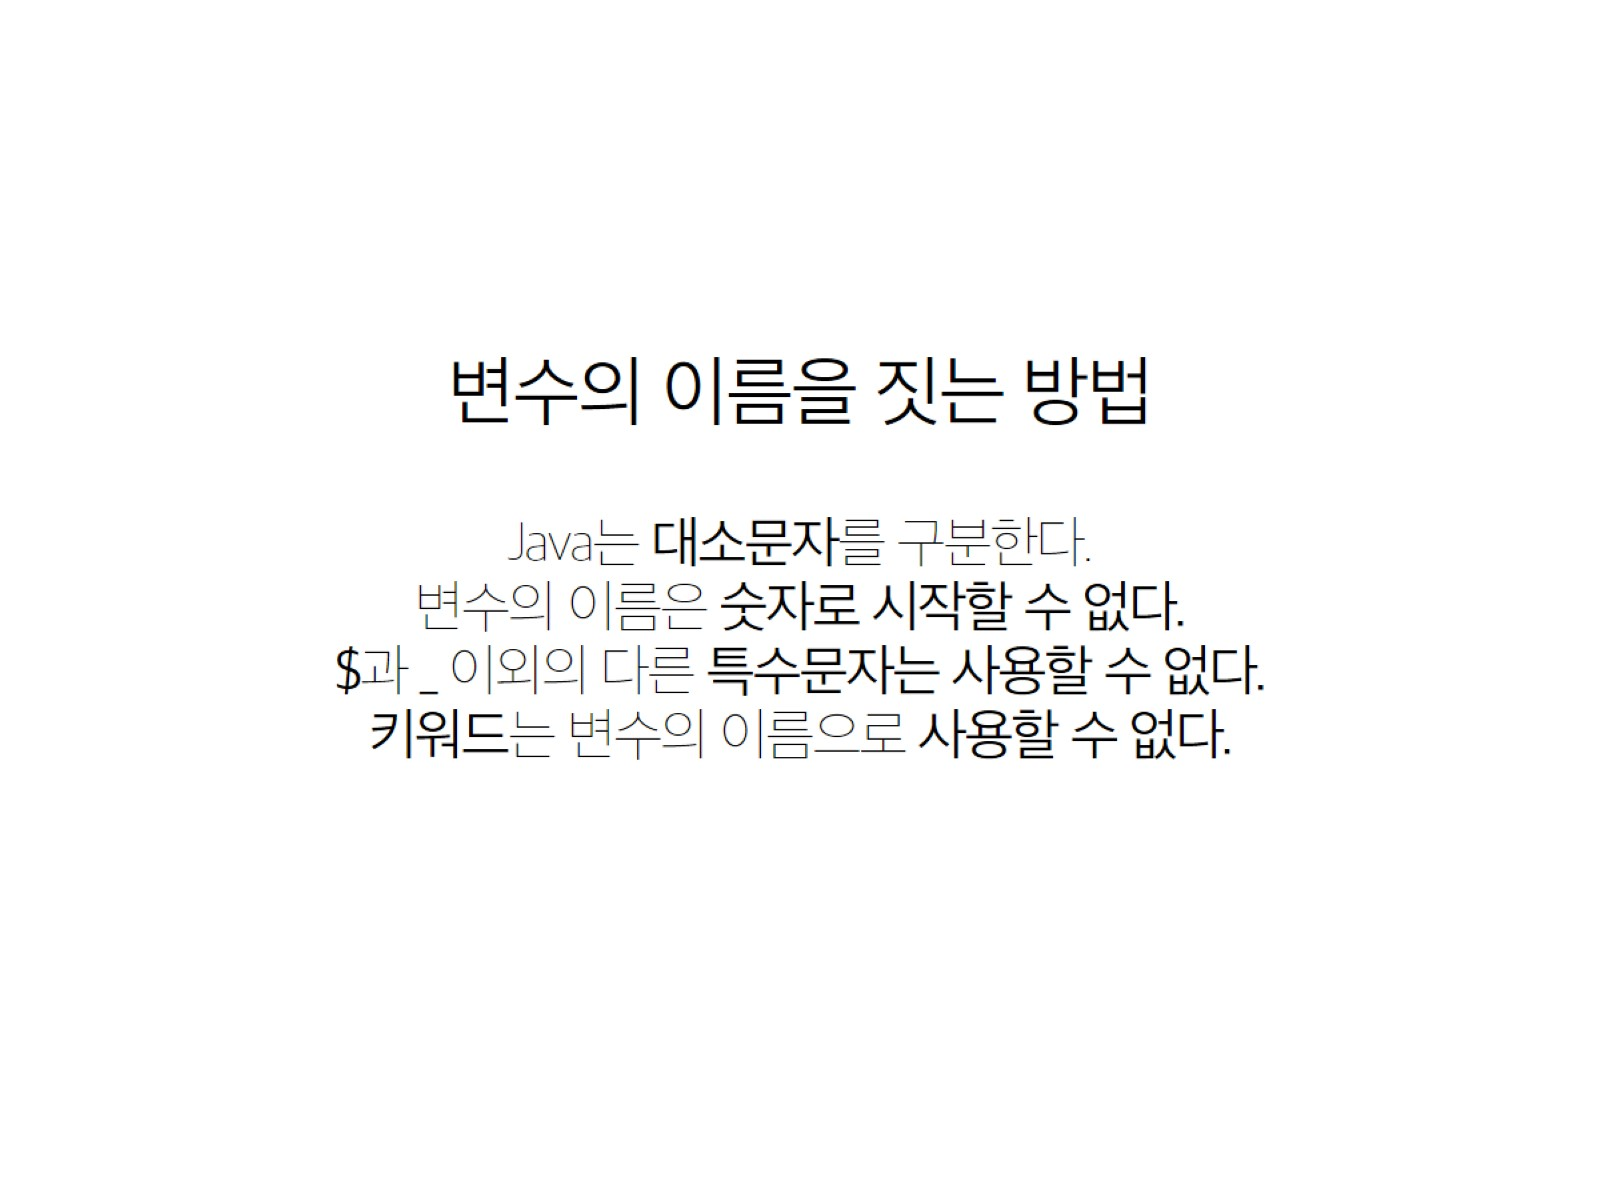 변수의 이름을 짓는 방법
Java는 대소문자를 구분한다.
변수의 이름은 숫자로 시작할 수 없다.
$과 _ 이외의 다른 특수문자는 사용할 수 없다.
키워드는 변수의 이름으로 사용할 수 없다.